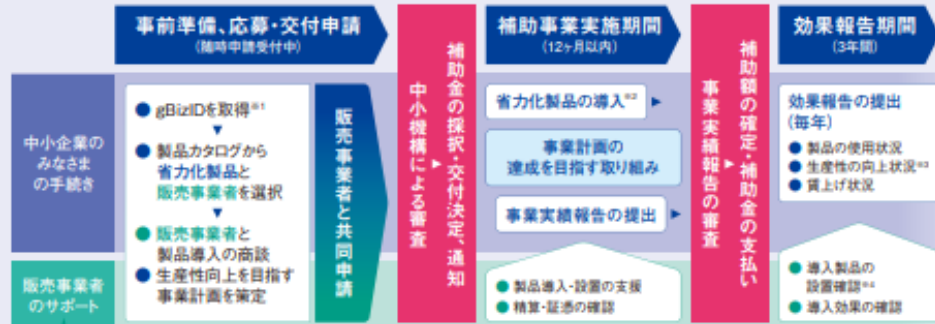 事前準備、応募・交付申請
(随時申請受付中)
中小企業の
みなさま
の手続き
● gBizIDを取得※1
▼
● 製品カタログから
省力化製品と
販売事業者を選択
▼
● 販売事業者と
製品導入の商談
● 生産性向上を目指す
事業計画を策定
販売事業者と共同申請
中小機構による審査
▶
補助金の採択・交付決定、通知
補助事業実施期間
(12ヶ月以内)
省力化製品の導入※2 ▶
事業計画の
達成を目指す取り組み
事業実績報告の提出 ▶
事業実績報告の審査
▶
補助額の確定・補助金の支払い
効果報告期間
(3年間)
効果報告の提出
(毎年)
● 製品の使用状況
● 生産性の向上状況※3
● 賃上げ状況
販売事業者
のサポート
● 製品導入・設置の支援
● 精算・証憑の確認
● 導入製品の
設置確認※4
● 導入効果の確認